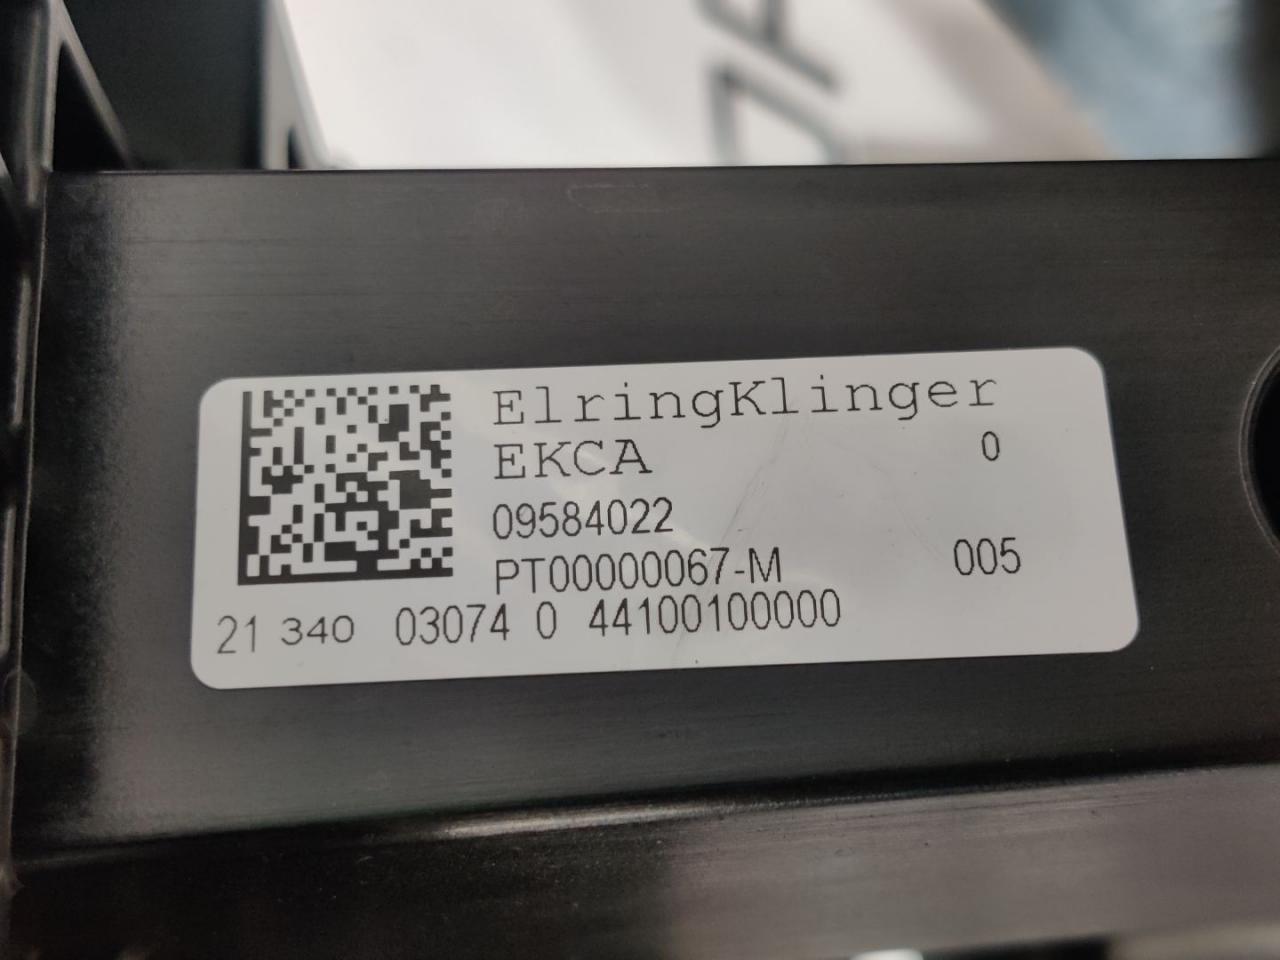 ElringKlinger
EKCA 0
09584022
PT00000067-M 005
21 340 03074 0 44100100000